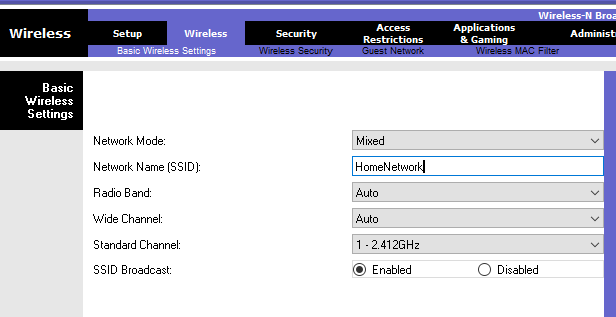 Wireless-N Broa
Wireless
Setup Wireless Security Access Restrictions Applications & Gaming Administ
Basic Wireless Settings Wireless Security Guest Network Wireless MAC Filter
Basic
Wireless
Settings
Network Mode: Mixed
Network Name (SSID): HomeNetwork
Radio Band: Auto
Wide Channel: Auto
Standard Channel: 1 - 2.412GHz
SSID Broadcast: Enabled Disabled